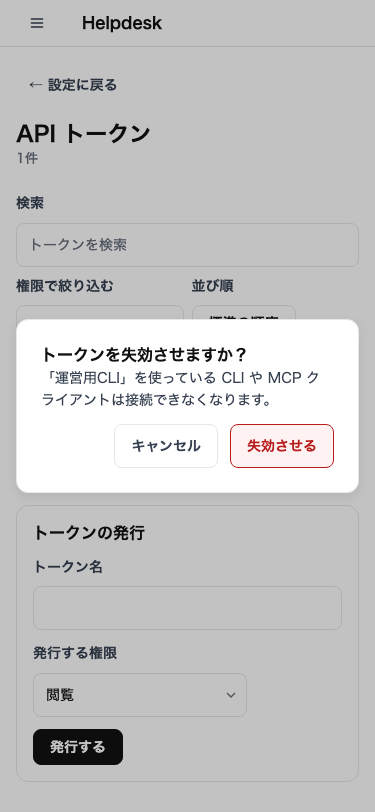 Helpdesk
← 設定に戻る
API トークン
1件
検索
トークンを検索
権限で絞り込む
並び順
標準の順序
トークンを失効させますか？
「運営用CLI」を使っている CLI や MCP ク
ライアントは接続できなくなります。
キャンセル
失効させる
トークンの発行
トークン名
発行する権限
閲覧
発行する